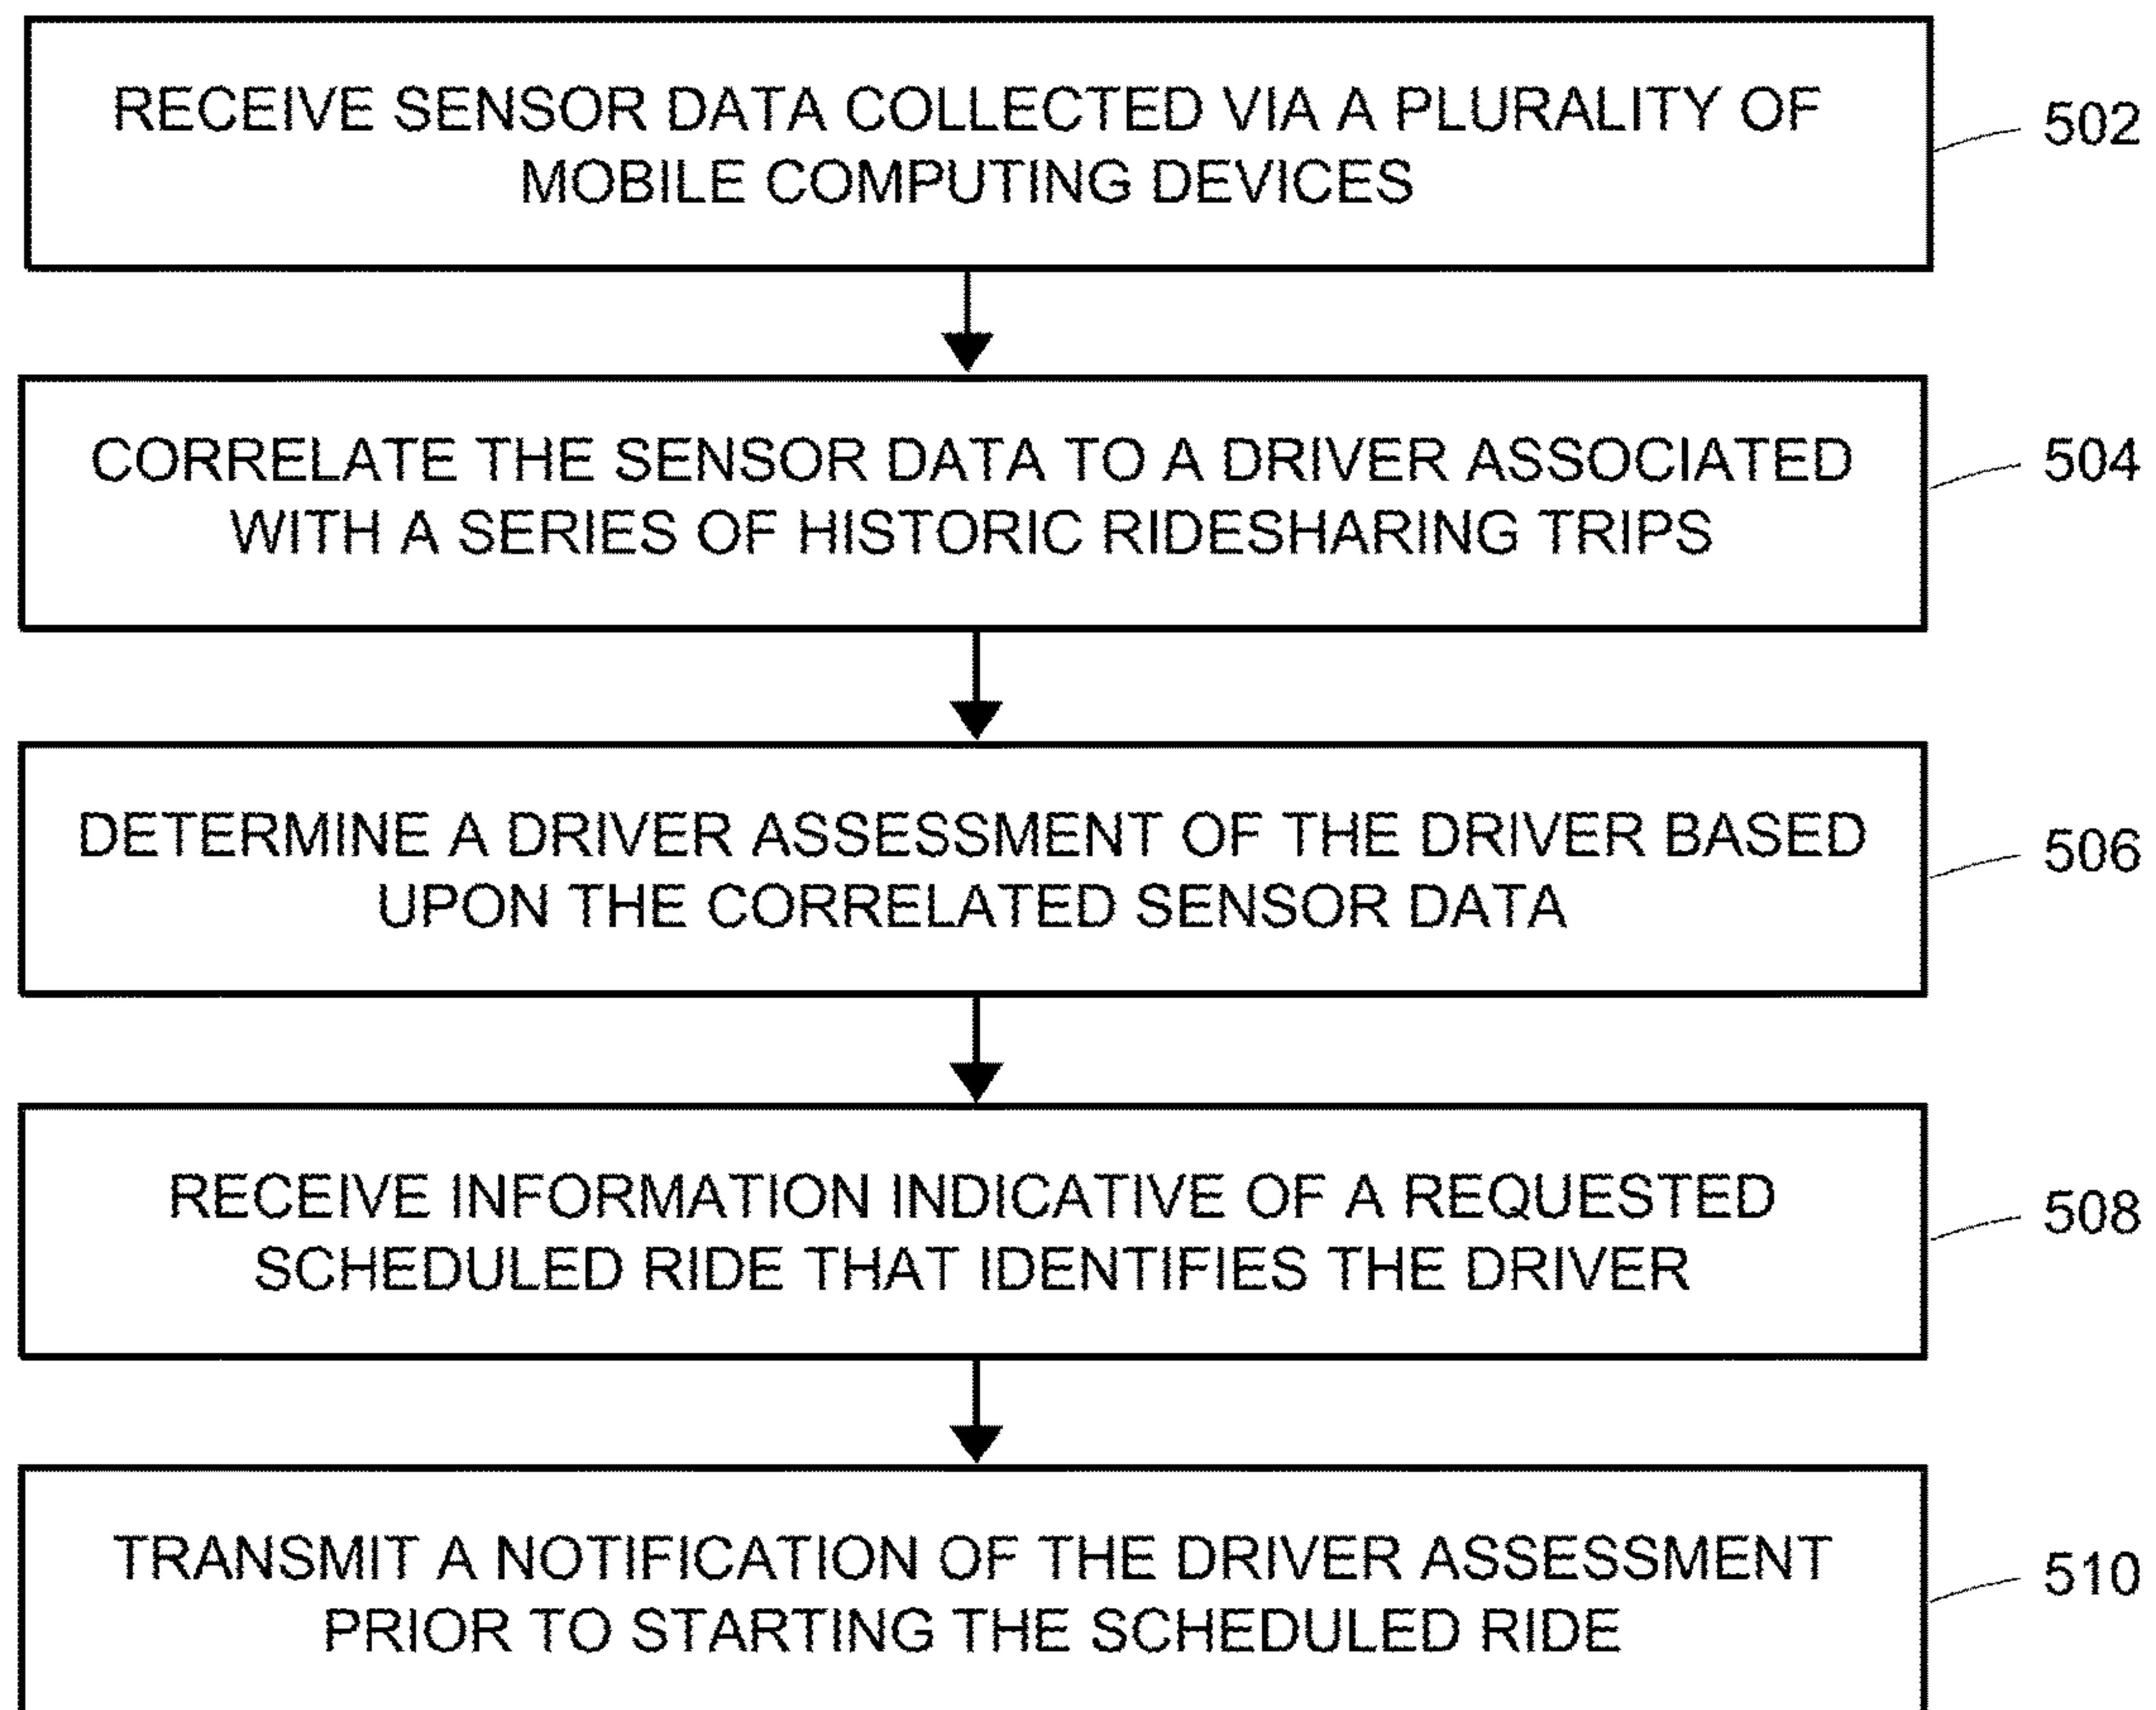 RECEIVE SENSOR DATA COLLECTED VIA A PLURALITY OF
MOBILE COMPUTING DEVICES
502
CORRELATE THE SENSOR DATA TO A DRIVER ASSOCIATED
WITH A SERIES OF HISTORIC RIDESHARING TRIPS
504
DETERMINE A DRIVER ASSESSMENT OF THE DRIVER BASED
UPON THE CORRELATED SENSOR DATA
506
RECEIVE INFORMATION INDICATIVE OF A REQUESTED
SCHEDULED RIDE THAT IDENTIFIES THE DRIVER
508
TRANSMIT A NOTIFICATION OF THE DRIVER ASSESSMENT
PRIOR TO STARTING THE SCHEDULED RIDE
510